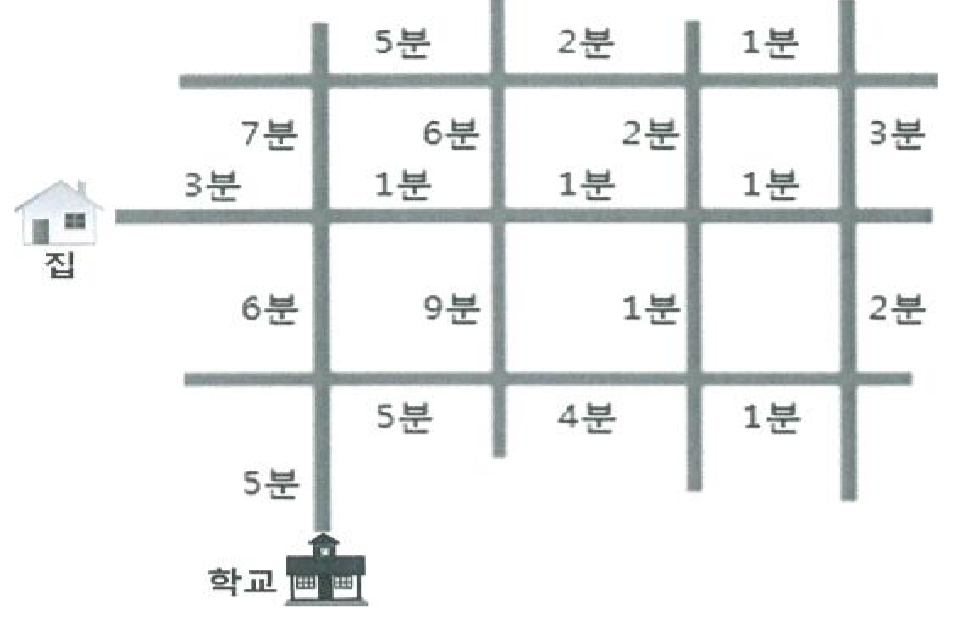 5분 2분 1분
7분 6분 2분 3분
3분 1분 1분 1분
집
6분 9분 1분 2분
5분 4분 1분
5분
학교